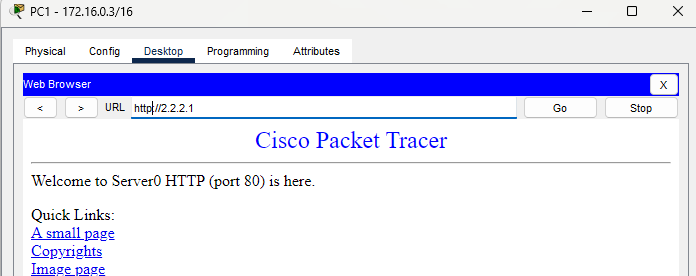 PC1 - 172.16.0.3/16
Physical Config Desktop Programming Attributes
Web Browser X
< > URL http://2.2.2.1 Go Stop
Cisco Packet Tracer
Welcome to Server0 HTTP (port 80) is here.
Quick Links:
A small page
Copyrights
Image page